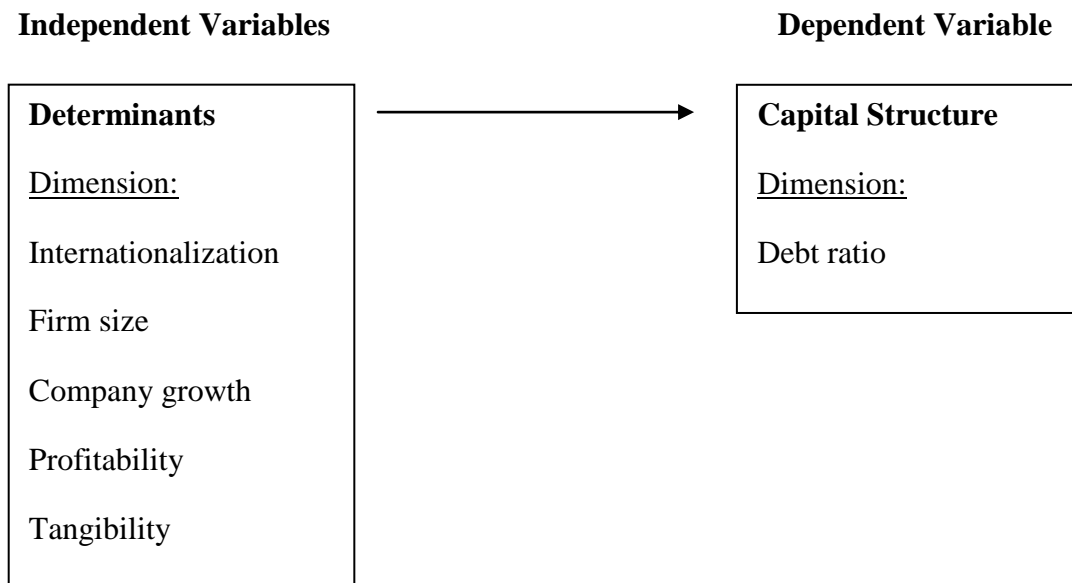 Independent Variables
Dependent Variable
Determinants
Dimension:
Internationalization
Firm size
Company growth
Profitability
Tangibility
Capital Structure
Dimension:
Debt ratio